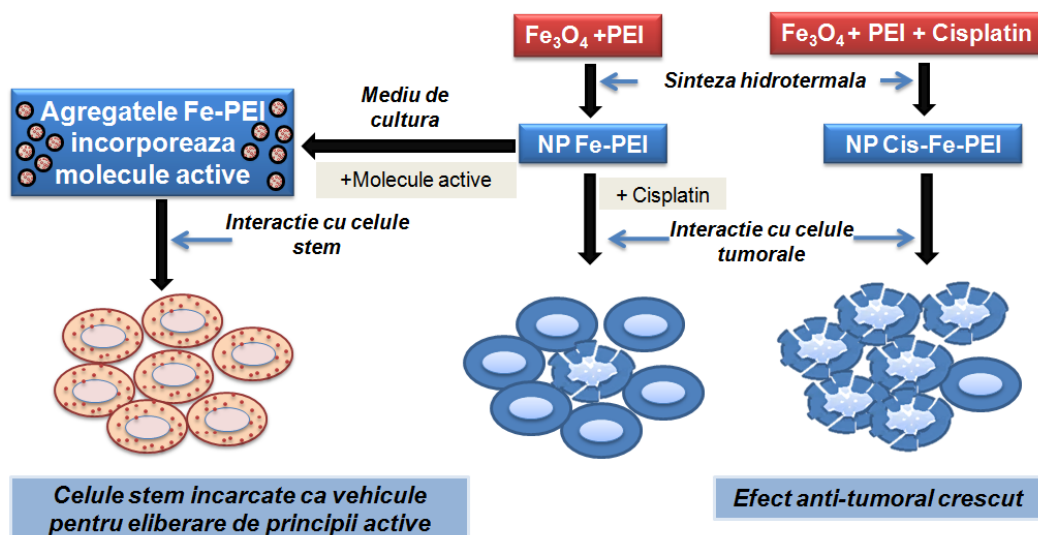 Fe₃O₄ +PEI
Fe₃O₄ + PEI + Cisplatin
Sinteza hidrotermala
Mediu de
cultura
Agregatele Fe-PEI
incorporeaza
molecule active
NP Fe-PEI
NP Cis-Fe-PEI
+Molecule active
+ Cisplatin
Interactie cu celule
stem
Interactie cu celule
tumorale
Celule stem incarcate ca vehicule
pentru eliberare de principii active
Efect anti-tumoral crescut